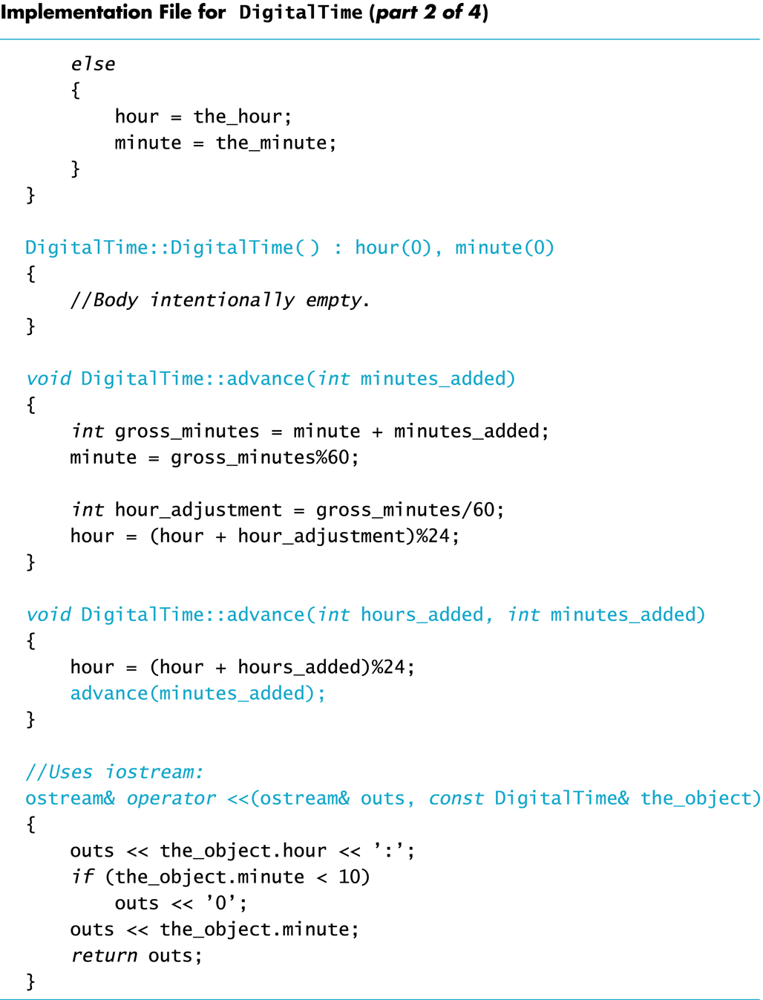 Implementation File for DigitalTime (part 2 of 4)
else
{
hour = the_hour;
minute = the_minute;
}
}
DigitalTime::DigitalTime( ) : hour(0), minute(0)
{
//Body intentionally empty.
}
void DigitalTime::advance(int minutes_added)
{
int gross_minutes = minute + minutes_added;
minute = gross_minutes%60;
int hour_adjustment = gross_minutes/60;
hour = (hour + hour_adjustment)%24;
}
void DigitalTime::advance(int hours_added, int minutes_added)
{
hour = (hour + hours_added)%24;
advance(minutes_added);
}
//Uses iostream:
ostream& operator <<(ostream& outs, const DigitalTime& the_object)
{
outs << the_object.hour << ’:’;
if (the_object.minute < 10)
outs << ’0’;
outs << the_object.minute;
return outs;
}